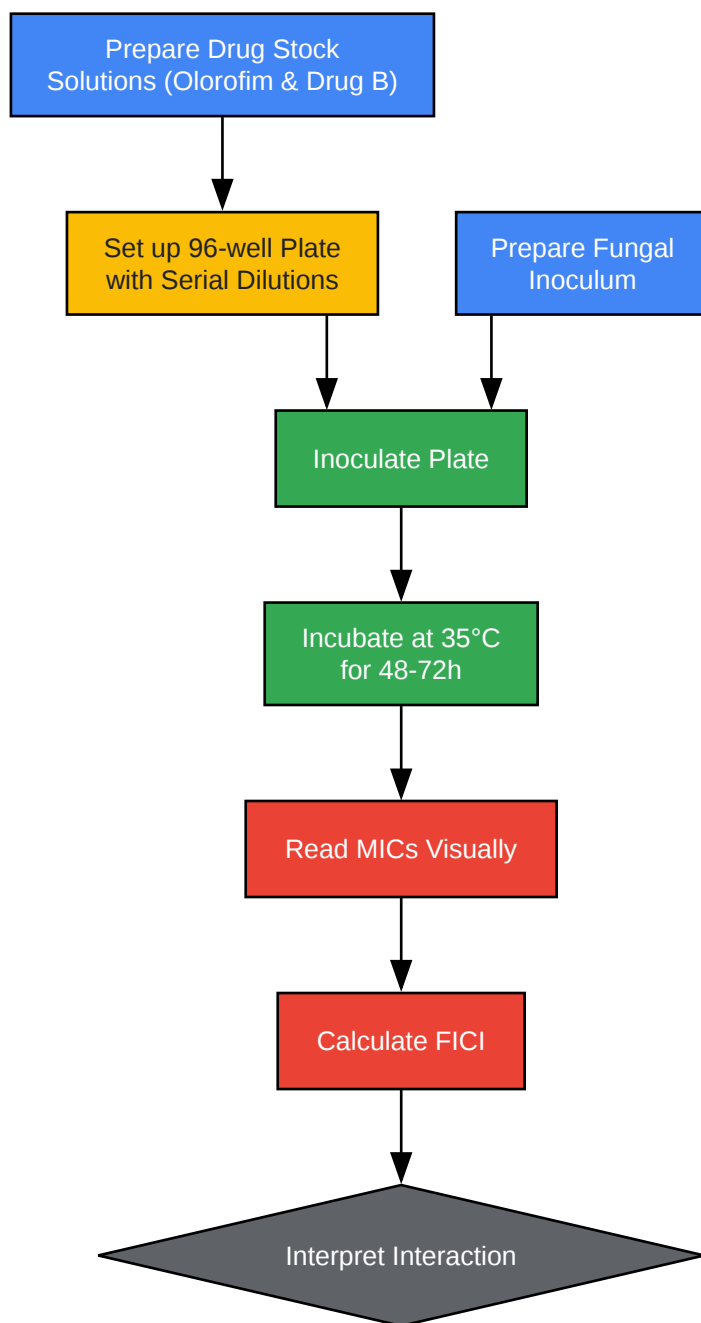 Prepare Drug Stock
Solutions (Olorofim & Drug B)
Set up 96-well Plate
with Serial Dilutions
Prepare Fungal
Inoculum
Inoculate Plate
Incubate at 35°C
for 48-72h
Read MICs Visually
Calculate FICI
Interpret Interaction